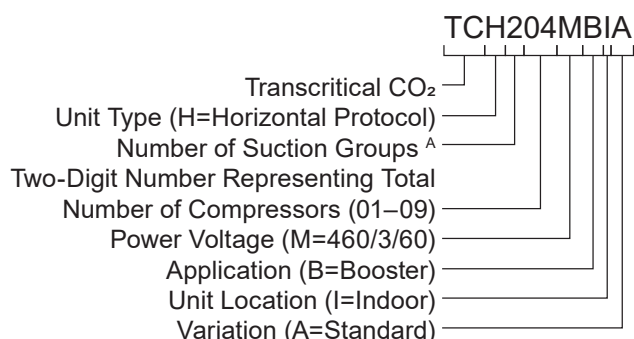 TCH204MBIA
Transcritical CO₂
Unit Type (H=Horizontal Protocol)
Number of Suction Groups ᴬ
Two-Digit Number Representing Total
Number of Compressors (01–09)
Power Voltage (M=460/3/60)
Application (B=Booster)
Unit Location (I=Indoor)
Variation (A=Standard)